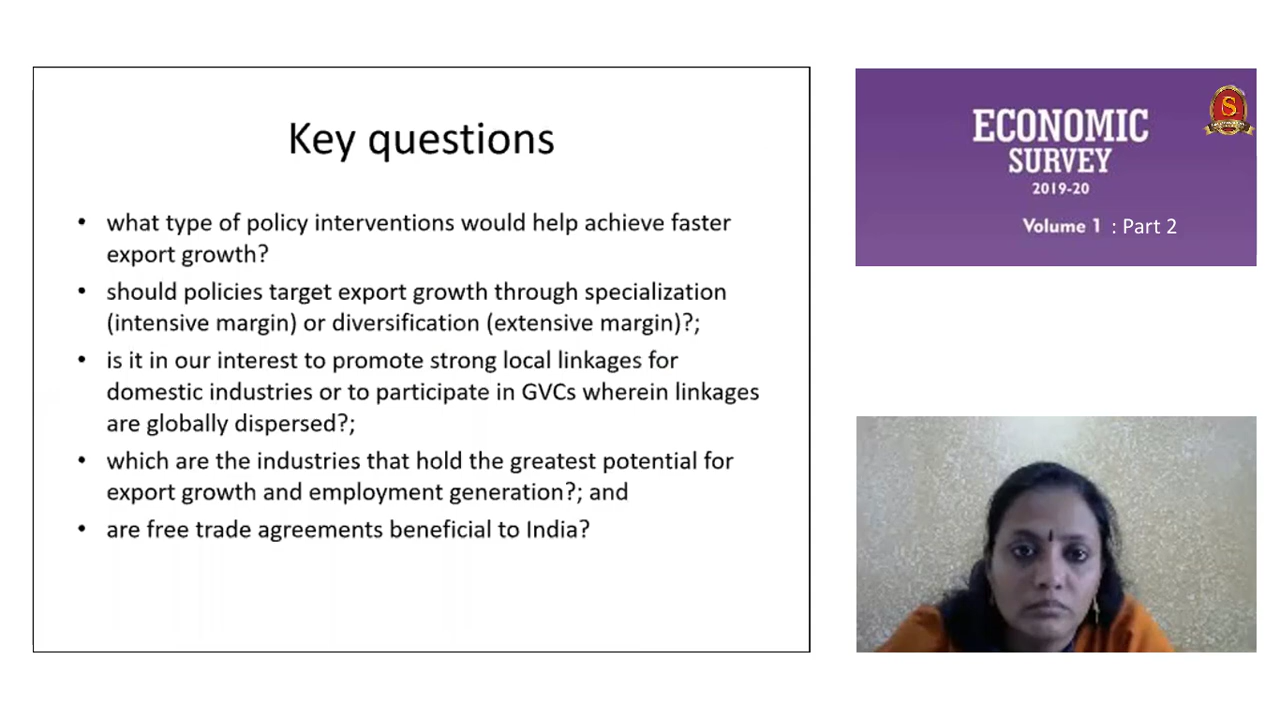 Key questions
• what type of policy interventions would help achieve faster
export growth?
• should policies target export growth through specialization
(intensive margin) or diversification (extensive margin)?;
• is it in our interest to promote strong local linkages for
domestic industries or to participate in GVCs wherein linkages
are globally dispersed?;
• which are the industries that hold the greatest potential for
export growth and employment generation?; and
• are free trade agreements beneficial to India?
ECONOMIC
SURVEY
2019-20
Volume 1 : Part 2
S